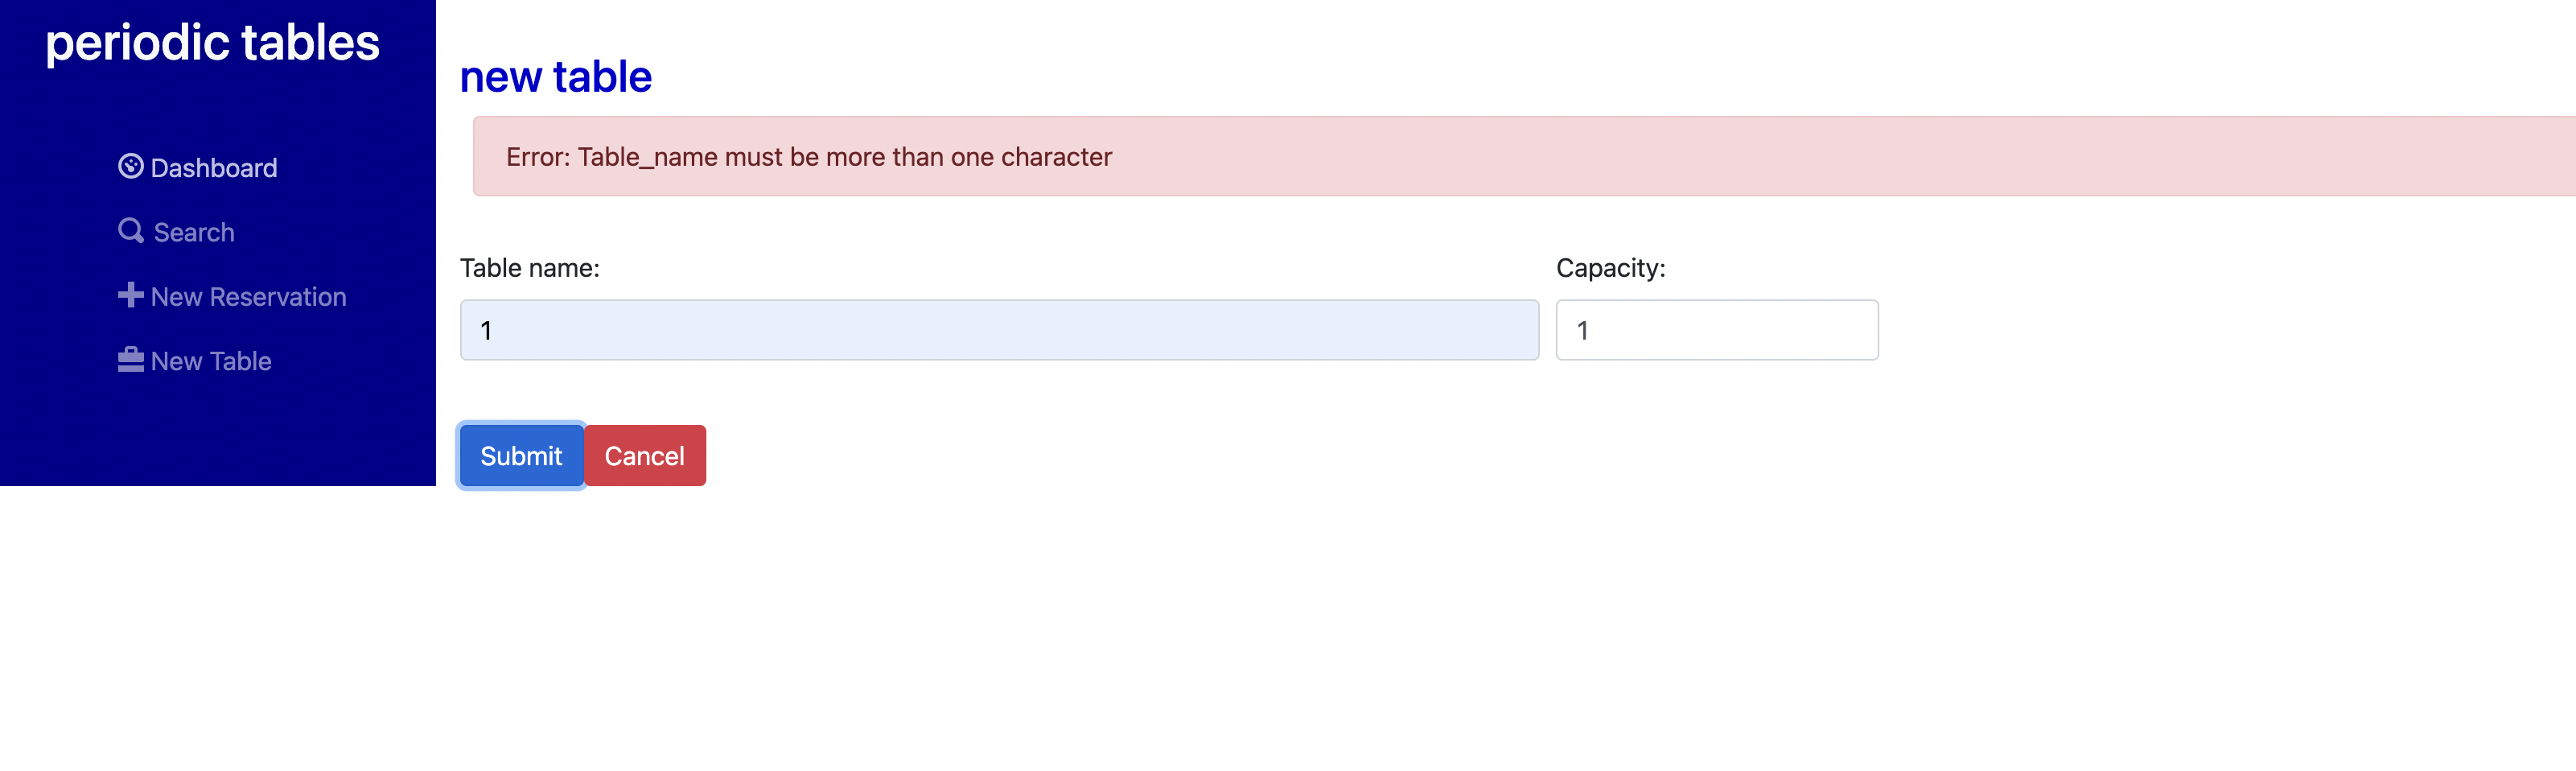 periodic tables
Dashboard
Search
New Reservation
New Table
new table
Error: Table_name must be more than one character
Table name:
Capacity:
1
1
Submit
Cancel